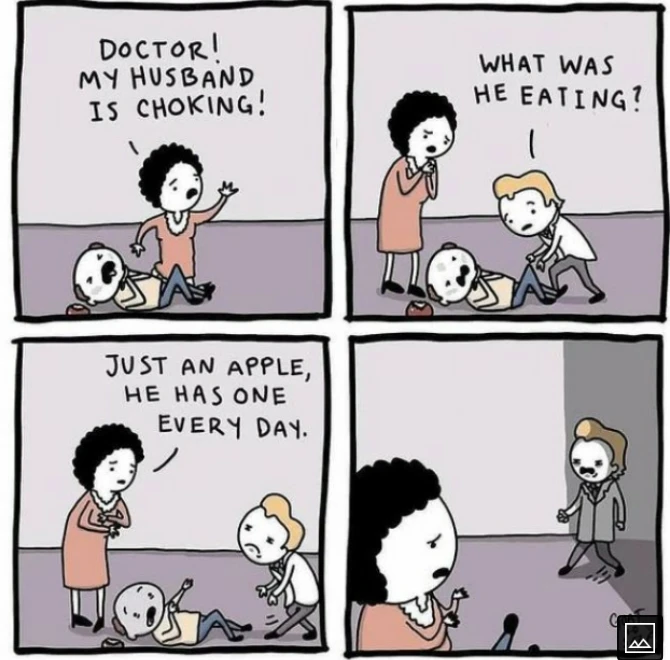 DOCTOR!
MY HUSBAND
IS CHOKING!
WHAT WAS
HE EATING?
JUST AN APPLE,
HE HAS ONE
EVERY DAY.